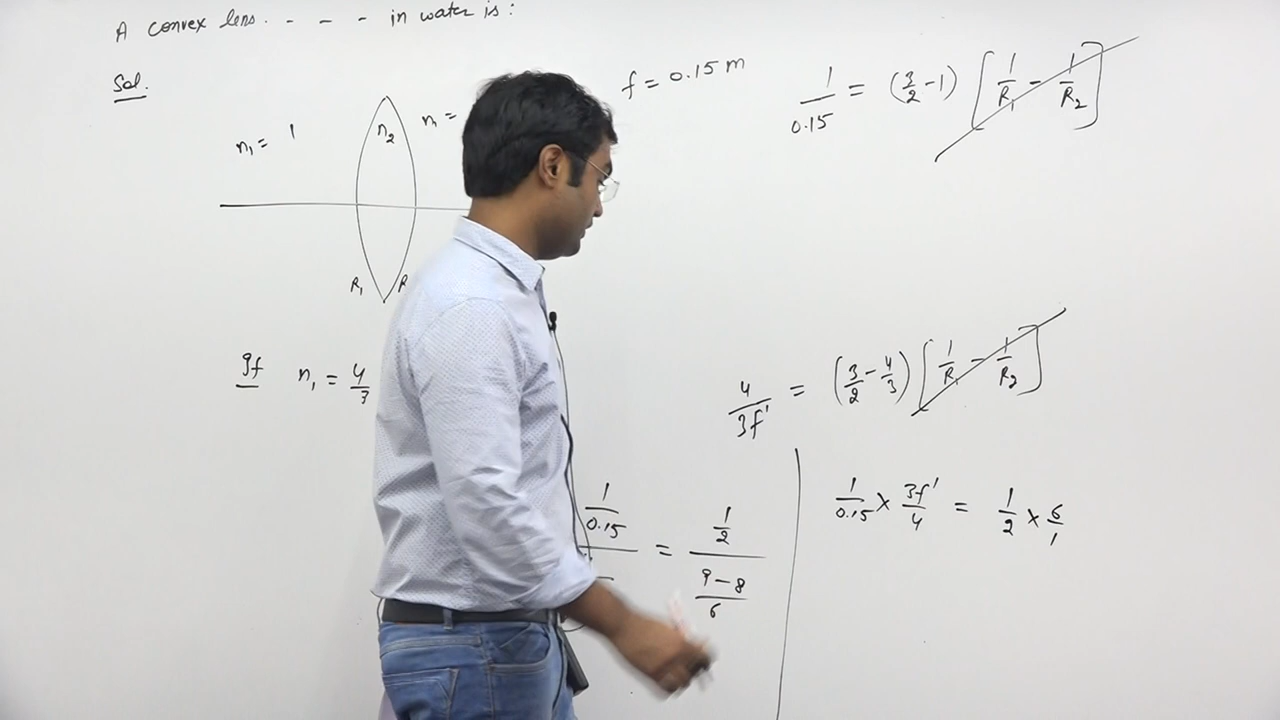 A convex lens. - - - in water is:
Sol.
f = 0.15 m
n₁ = 1
n₂
n₁ =
R₁ R
1/0.15 = (3/2 - 1) [1/R₁ - 1/R₂]
If n₁ = 4/3
4/3f' = (3/2 - 4/3) [1/R₁ - 1/R₂]
1/0.15 = 1/2 / (9-8)/6
1/0.15 × 3f'/4 = 1/2 × 6/1